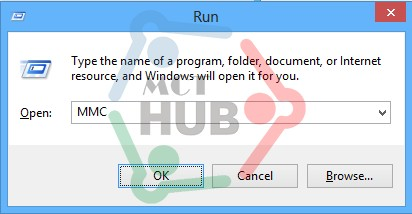 Run
Type the name of a program, folder, document, or Internet
resource, and Windows will open it for you.
MCT
HUB
Open: MMC
OK Cancel Browse...